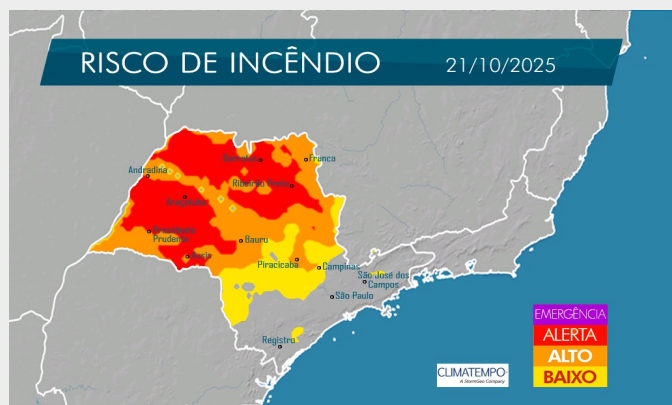 RISCO DE INCÊNDIO 21/10/2025
Barretos
Franca
Andradina
Ribeirão Preto
Araçatuba
Presidente
Prudente
Bauru
Assis
Piracicaba
Campinas
São José dos
Campos
São Paulo
Registro
EMERGÊNCIA
ALERTA
ALTO
BAIXO
CLIMATEMPO
A StormGeo Company